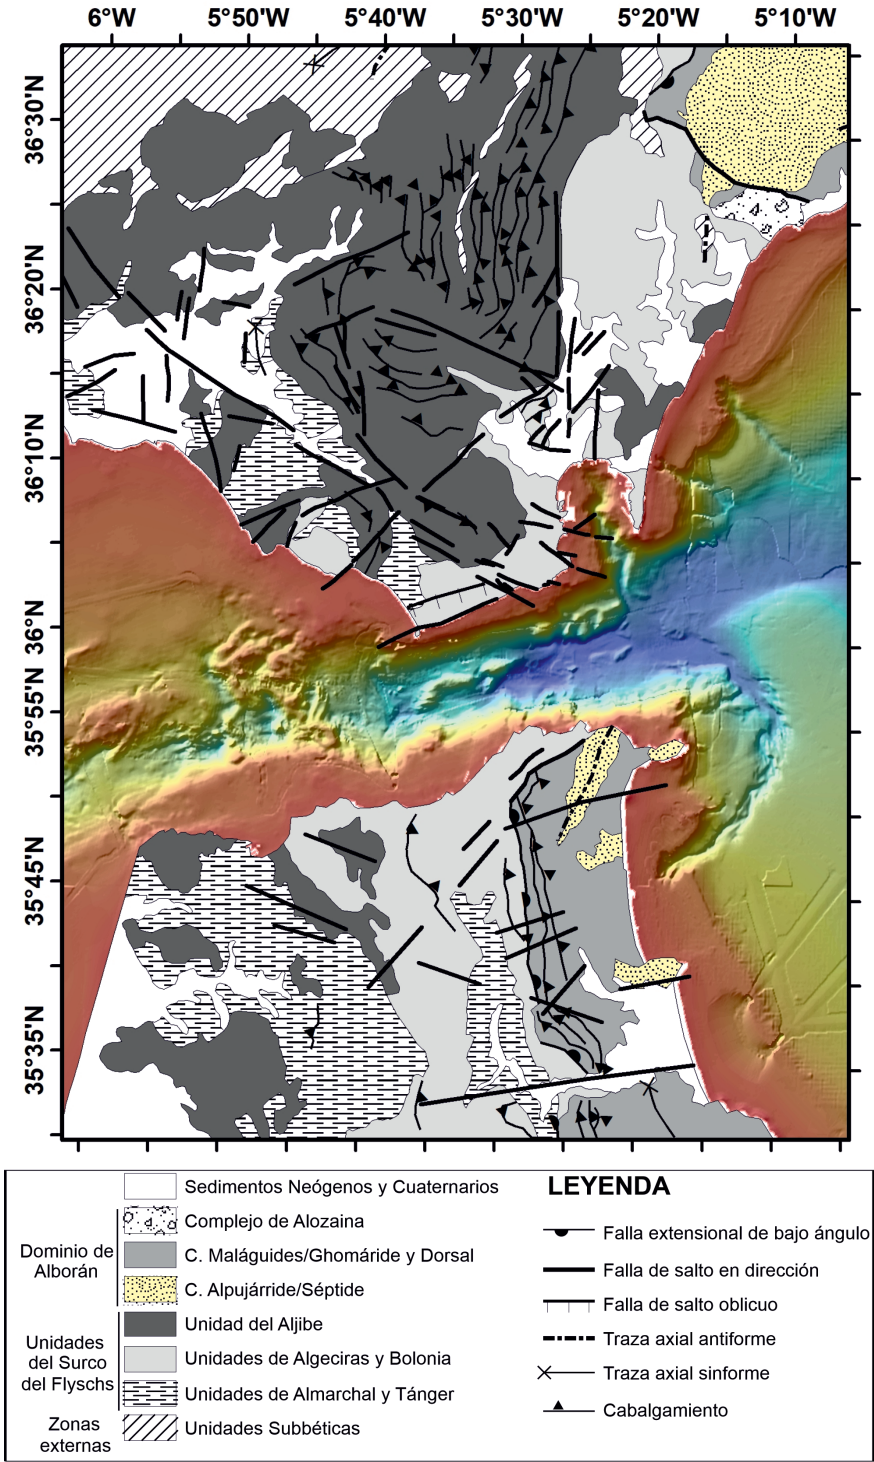 6°W 5°50'W 5°40'W 5°30'W 5°20'W 5°10'W
36°30'N
36°20'N
36°10'N
36°N
35°55'N
35°45'N
35°35'N
Sedimentos Neógenos y Cuaternarios
Complejo de Alozaina
Dominio de
Alborán
C. Maláguides/Ghomáride y Dorsal
C. Alpujárride/Séptide
Unidad del Aljibe
Unidades
del Surco
del Flyschs
Unidades de Algeciras y Bolonia
Unidades de Almarchal y Tánger
Zonas
externas
Unidades Subbéticas
LEYENDA
Falla extensional de bajo ángulo
Falla de salto en dirección
Falla de salto oblicuo
Traza axial antiforme
Traza axial sinforme
Cabalgamiento